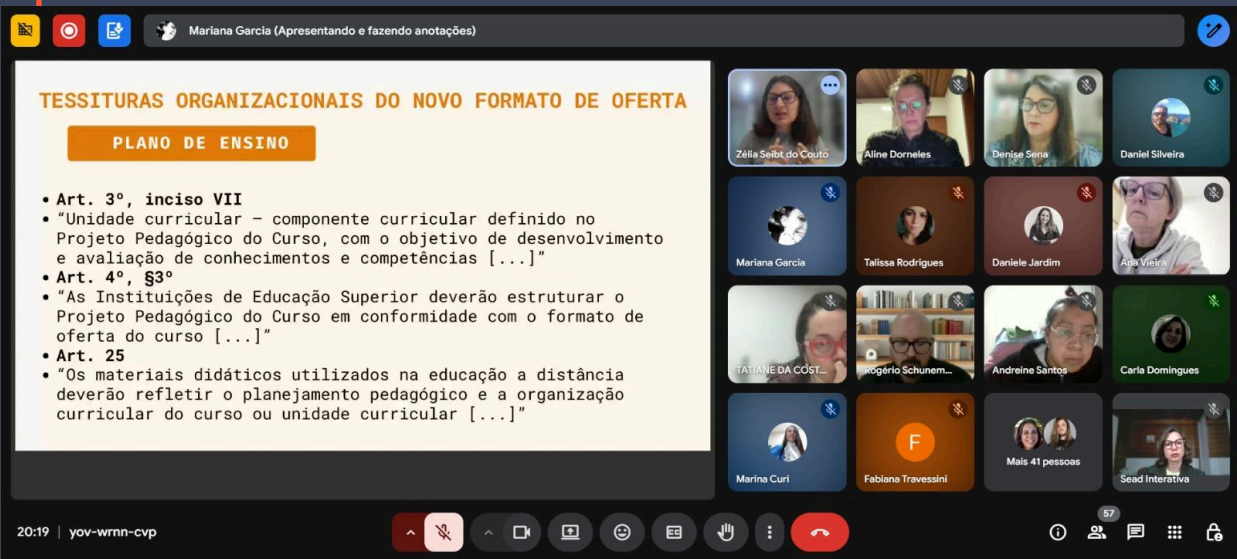 Mariana Garcia (Apresentando e fazendo anotações)
TESSITURAS ORGANIZACIONAIS DO NOVO FORMATO DE OFERTA
PLANO DE ENSINO
• Art. 3º, inciso VII
• “Unidade curricular – componente curricular definido no
Projeto Pedagógico do Curso, com o objetivo de desenvolvimento
e avaliação de conhecimentos e competências [...]”
• Art. 4º, §3º
• “As Instituições de Educação Superior deverão estruturar o
Projeto Pedagógico do Curso em conformidade com o formato de
oferta do curso [...]”
• Art. 25
• “Os materiais didáticos utilizados na educação a distância
deverão refletir o planejamento pedagógico e a organização
curricular do curso ou unidade curricular [...]”
Zélia Seibt do Couto
Aline Dorneles
Denise Sena
Daniel Silveira
Mariana Garcia
Talissa Rodrigues
Daniele Jardim
Ana Vieira
TATIANE DA COST...
Rogério Schunem...
Andreine Santos
Carla Domingues
Marina Curi
F
Fabiana Travessini
Mais 41 pessoas
Sead Interativa
20:19 | yov-wrnn-cvp
CC
57